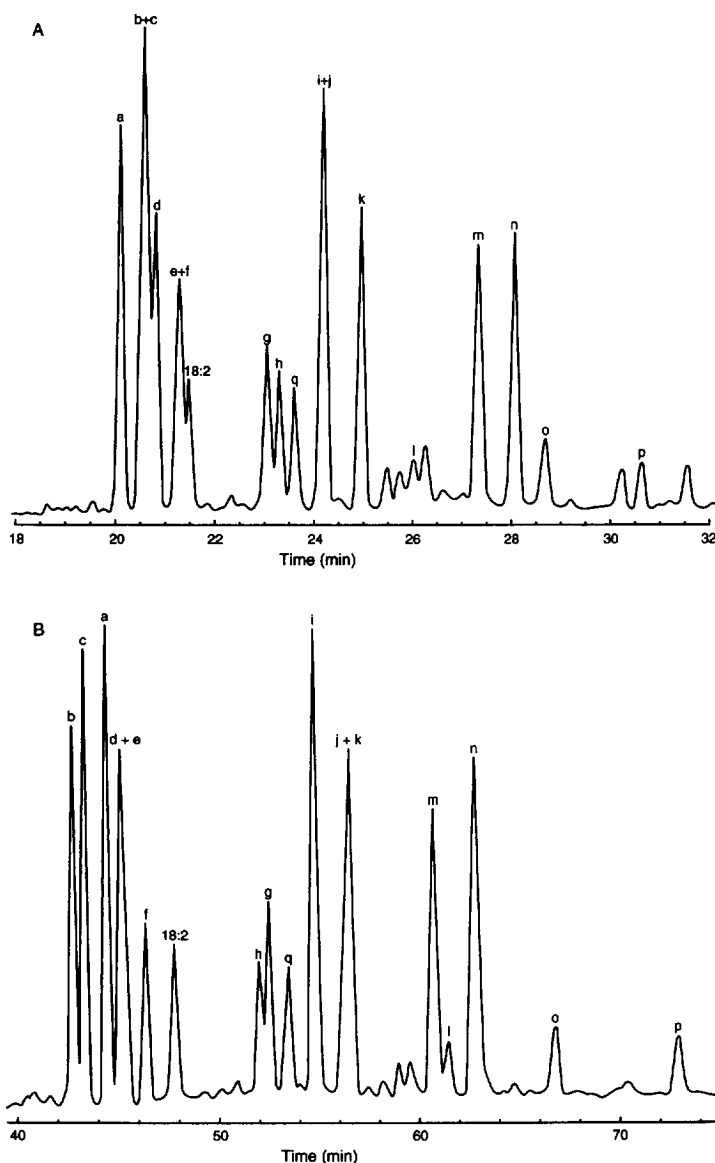 A
b+c
a
i+j
d
k
e+f
m
n
18:2
g
h
q
l
o
p
18 20 22 24 26 28 30 32
Time (min)
B
a
i
c
b
d + e
j + k
n
m
f
18:2
g
h
q
l
o
p
40 50 60 70
Time (min)